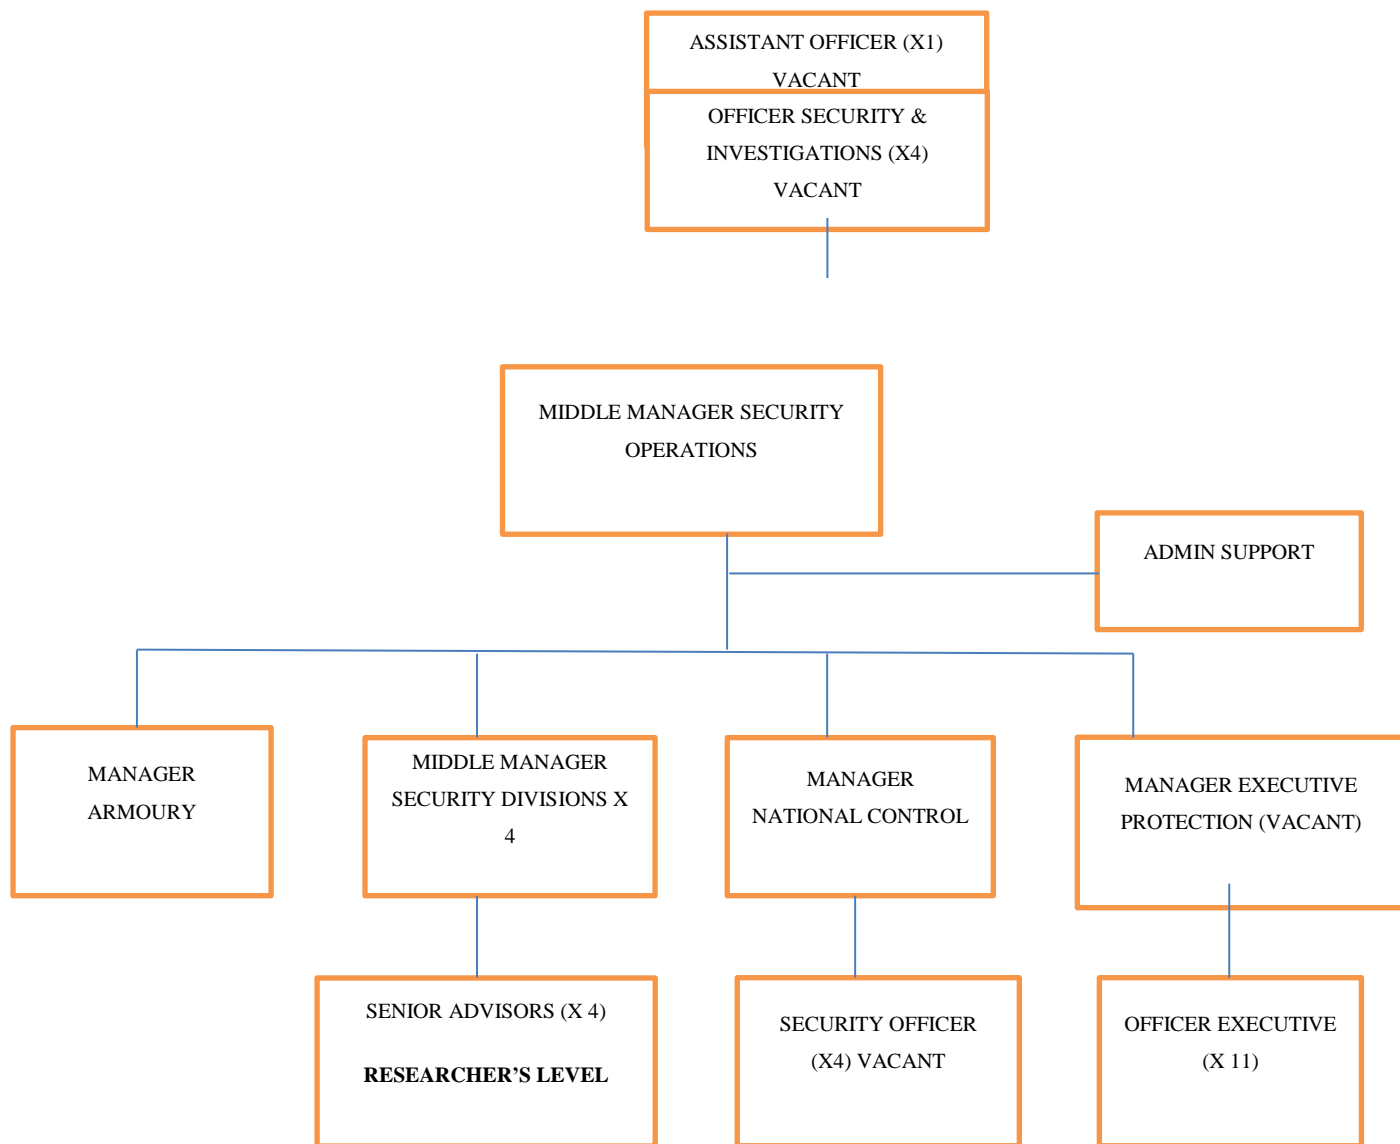 ASSISTANT OFFICER (X1)
VACANT
OFFICER SECURITY &
INVESTIGATIONS (X4)
VACANT
MIDDLE MANAGER SECURITY
OPERATIONS
ADMIN SUPPORT
MANAGER
ARMOURY
MIDDLE MANAGER
SECURITY DIVISIONS X
4
MANAGER
NATIONAL CONTROL
MANAGER EXECUTIVE
PROTECTION (VACANT)
SENIOR ADVISORS (X 4)
RESEARCHER’S LEVEL
SECURITY OFFICER
(X4) VACANT
OFFICER EXECUTIVE
(X 11)